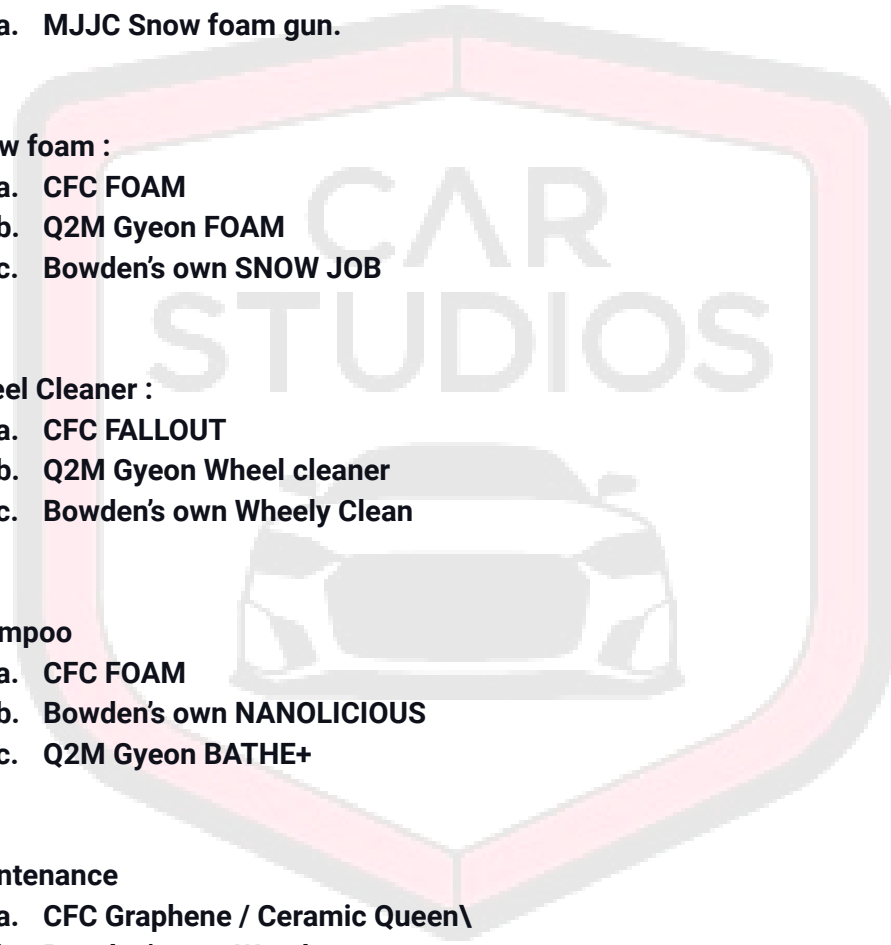 a. MJJC Snow foam gun.
w foam :
a. CFC FOAM
b. Q2M Gyeon FOAM
c. Bowden's own SNOW JOB
eel Cleaner :
a. CFC FALLOUT
b. Q2M Gyeon Wheel cleaner
c. Bowden's own Wheely Clean
mpoo
a. CFC FOAM
b. Bowden's own NANOLICIOUS
c. Q2M Gyeon BATHE+
ntenance
a. CFC Graphene / Ceramic Queen\
CAR
STUDIOS